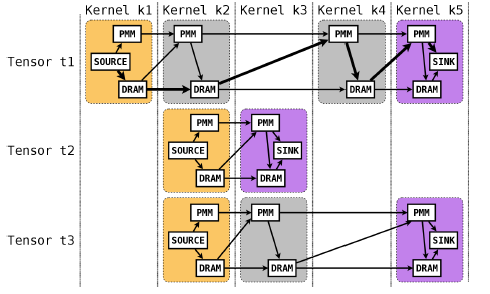 Kernel k1 Kernel k2 Kernel k3 Kernel k4 Kernel k5
Tensor t1
PMM PMM PMM PMM
SOURCE SINK
DRAM DRAM DRAM DRAM
Tensor t2
PMM PMM
SOURCE SINK
DRAM DRAM
Tensor t3
PMM PMM PMM
SOURCE SINK
DRAM DRAM DRAM